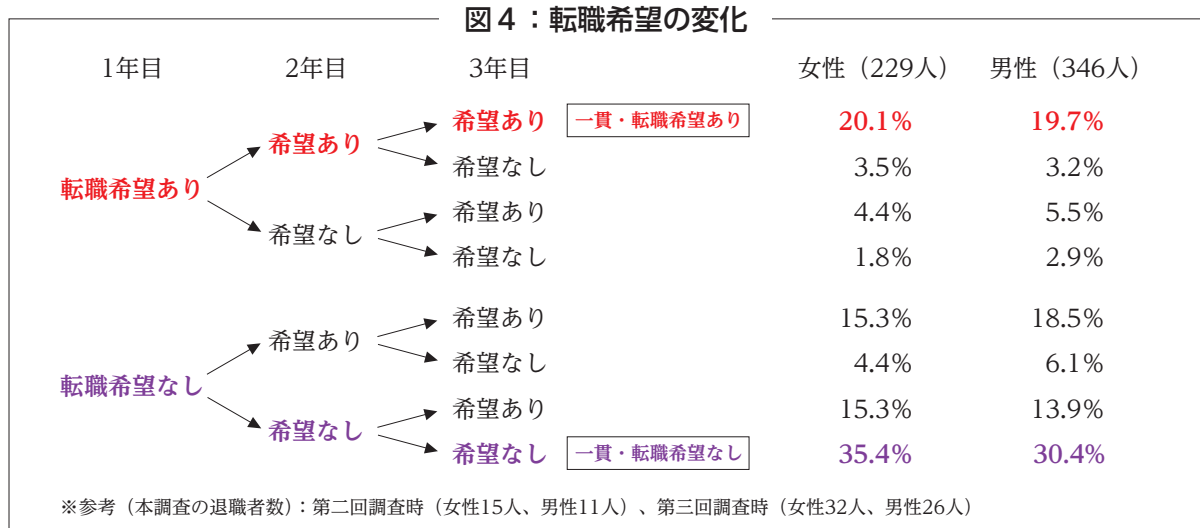 図４：転職希望の変化
1年目 2年目 3年目 女性（229人） 男性（346人）
希望あり 一貫・転職希望あり 20.1% 19.7%
希望あり
希望なし 3.5% 3.2%
転職希望あり
希望あり 4.4% 5.5%
希望なし
希望なし 1.8% 2.9%
希望あり 15.3% 18.5%
希望あり
希望なし 4.4% 6.1%
転職希望なし
希望あり 15.3% 13.9%
希望なし
希望なし 一貫・転職希望なし 35.4% 30.4%
※参考（本調査の退職者数）：第二回調査時（女性15人、男性11人）、第三回調査時（女性32人、男性26人）